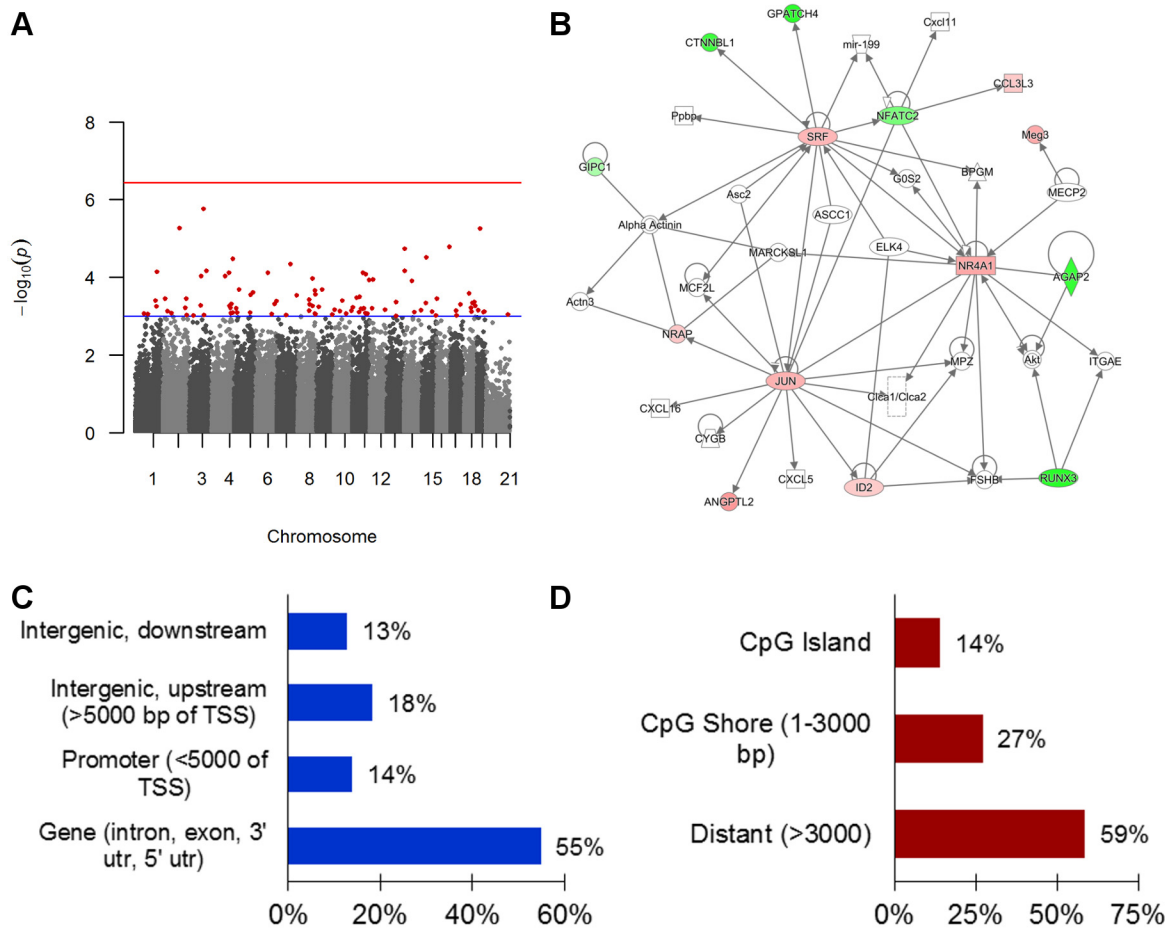 A
8
6
4
2
0
− log10(p)
1
3
4
6
8
10
12
15
18
21
Chromosome
B
GPATCH4
CTNNBL1
mir-199
Cxcl11
CCL3L3
Ppbp
NFATC2
SRF
Meg3
GIPC1
G0S2
BPGM
MECP2
Asc2
ASCC1
Alpha Actinin
ELK4
MARCKSL1
NR4A1
AGAP2
MCF2L
Actn3
NRAP
MPZ
Akt
ITGAE
JUN
Clca1/Clca2
CXCL16
CYGB
CXCL5
ID2
FSHB
RUNX3
ANGPTL2
C
Intergenic, downstream
13%
Intergenic, upstream
(>5000 bp of TSS)
18%
Promoter (<5000 of
TSS)
14%
Gene (intron, exon, 3'
utr, 5' utr)
55%
0% 20% 40% 60%
D
CpG Island
14%
CpG Shore (1-3000
bp)
27%
Distant (>3000)
59%
0% 25% 50% 75%